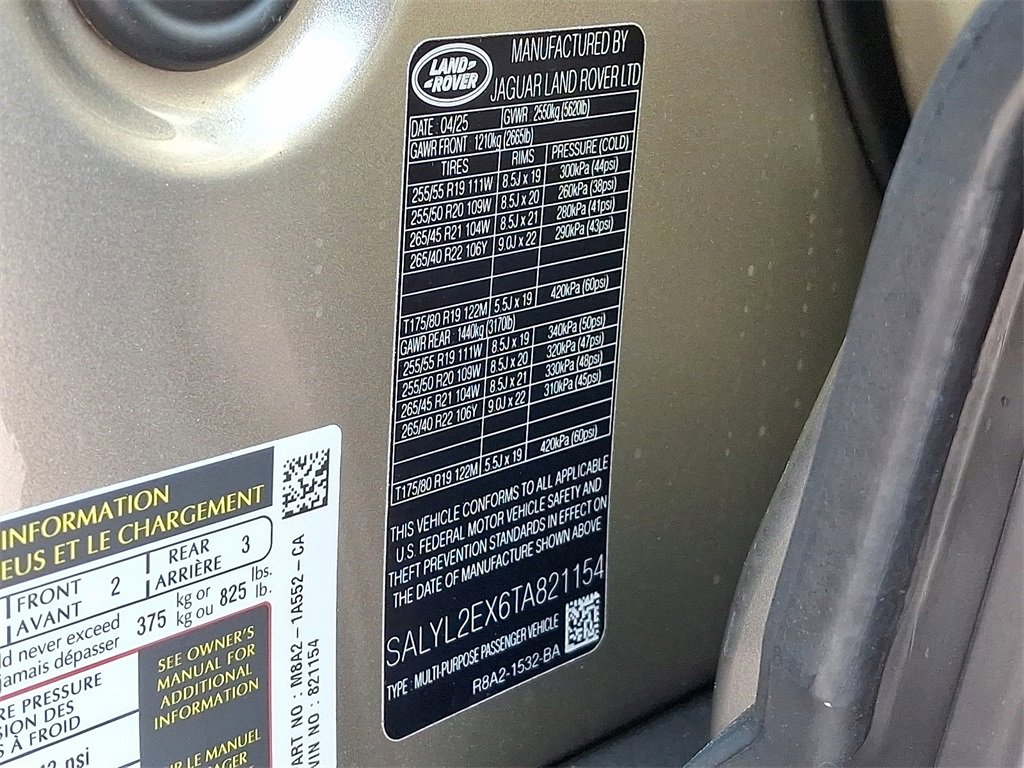 LAND ROVER
MANUFACTURED BY
JAGUAR LAND ROVER LTD
DATE : 04/25 GVWR 2550kg (5620lb)
GAWR FRONT 1210kg (2665lb)
TIRES RIMS PRESSURE (COLD)
255/55 R19 111W 8.5J x 19 300kPa (44psi)
255/50 R20 109W 8.5J x 20 260kPa (38psi)
265/45 R21 104W 8.5J x 21 280kPa (41psi)
265/40 R22 106Y 9.0J x 22 290kPa (43psi)
T175/80 R19 122M 5.5J x 19 420kPa (60psi)
GAWR REAR 1440kg (3170lb)
255/55 R19 111W 8.5J x 19 340kPa (50psi)
255/50 R20 109W 8.5J x 20 320kPa (47psi)
265/45 R21 104W 8.5J x 21 330kPa (48psi)
265/40 R22 106Y 9.0J x 22 310kPa (45psi)
T175/80 R19 122M 5.5J x 19 420kPa (60psi)
THIS VEHICLE CONFORMS TO ALL APPLICABLE
U.S. FEDERAL MOTOR VEHICLE SAFETY AND
THEFT PREVENTION STANDARDS IN EFFECT ON
THE DATE OF MANUFACTURE SHOWN ABOVE
SALYL2EX6TA821154
TYPE : MULTI-PURPOSE PASSENGER VEHICLE
R8A2-1532-BA
INFORMATION
EUS ET LE CHARGEMENT
FRONT 2 REAR 3
AVANT ARRIÈRE
d never exceed 375 kg or 825 lbs.
jamais dépasser kg ou lb.
RE PRESSURE
SION DES
S À FROID
SEE OWNER'S
MANUAL FOR
ADDITIONAL
INFORMATION
R LE MANUEL
AGER
psi
PART NO : M8A2 - 1A552 - CA
VIN NO : 821154